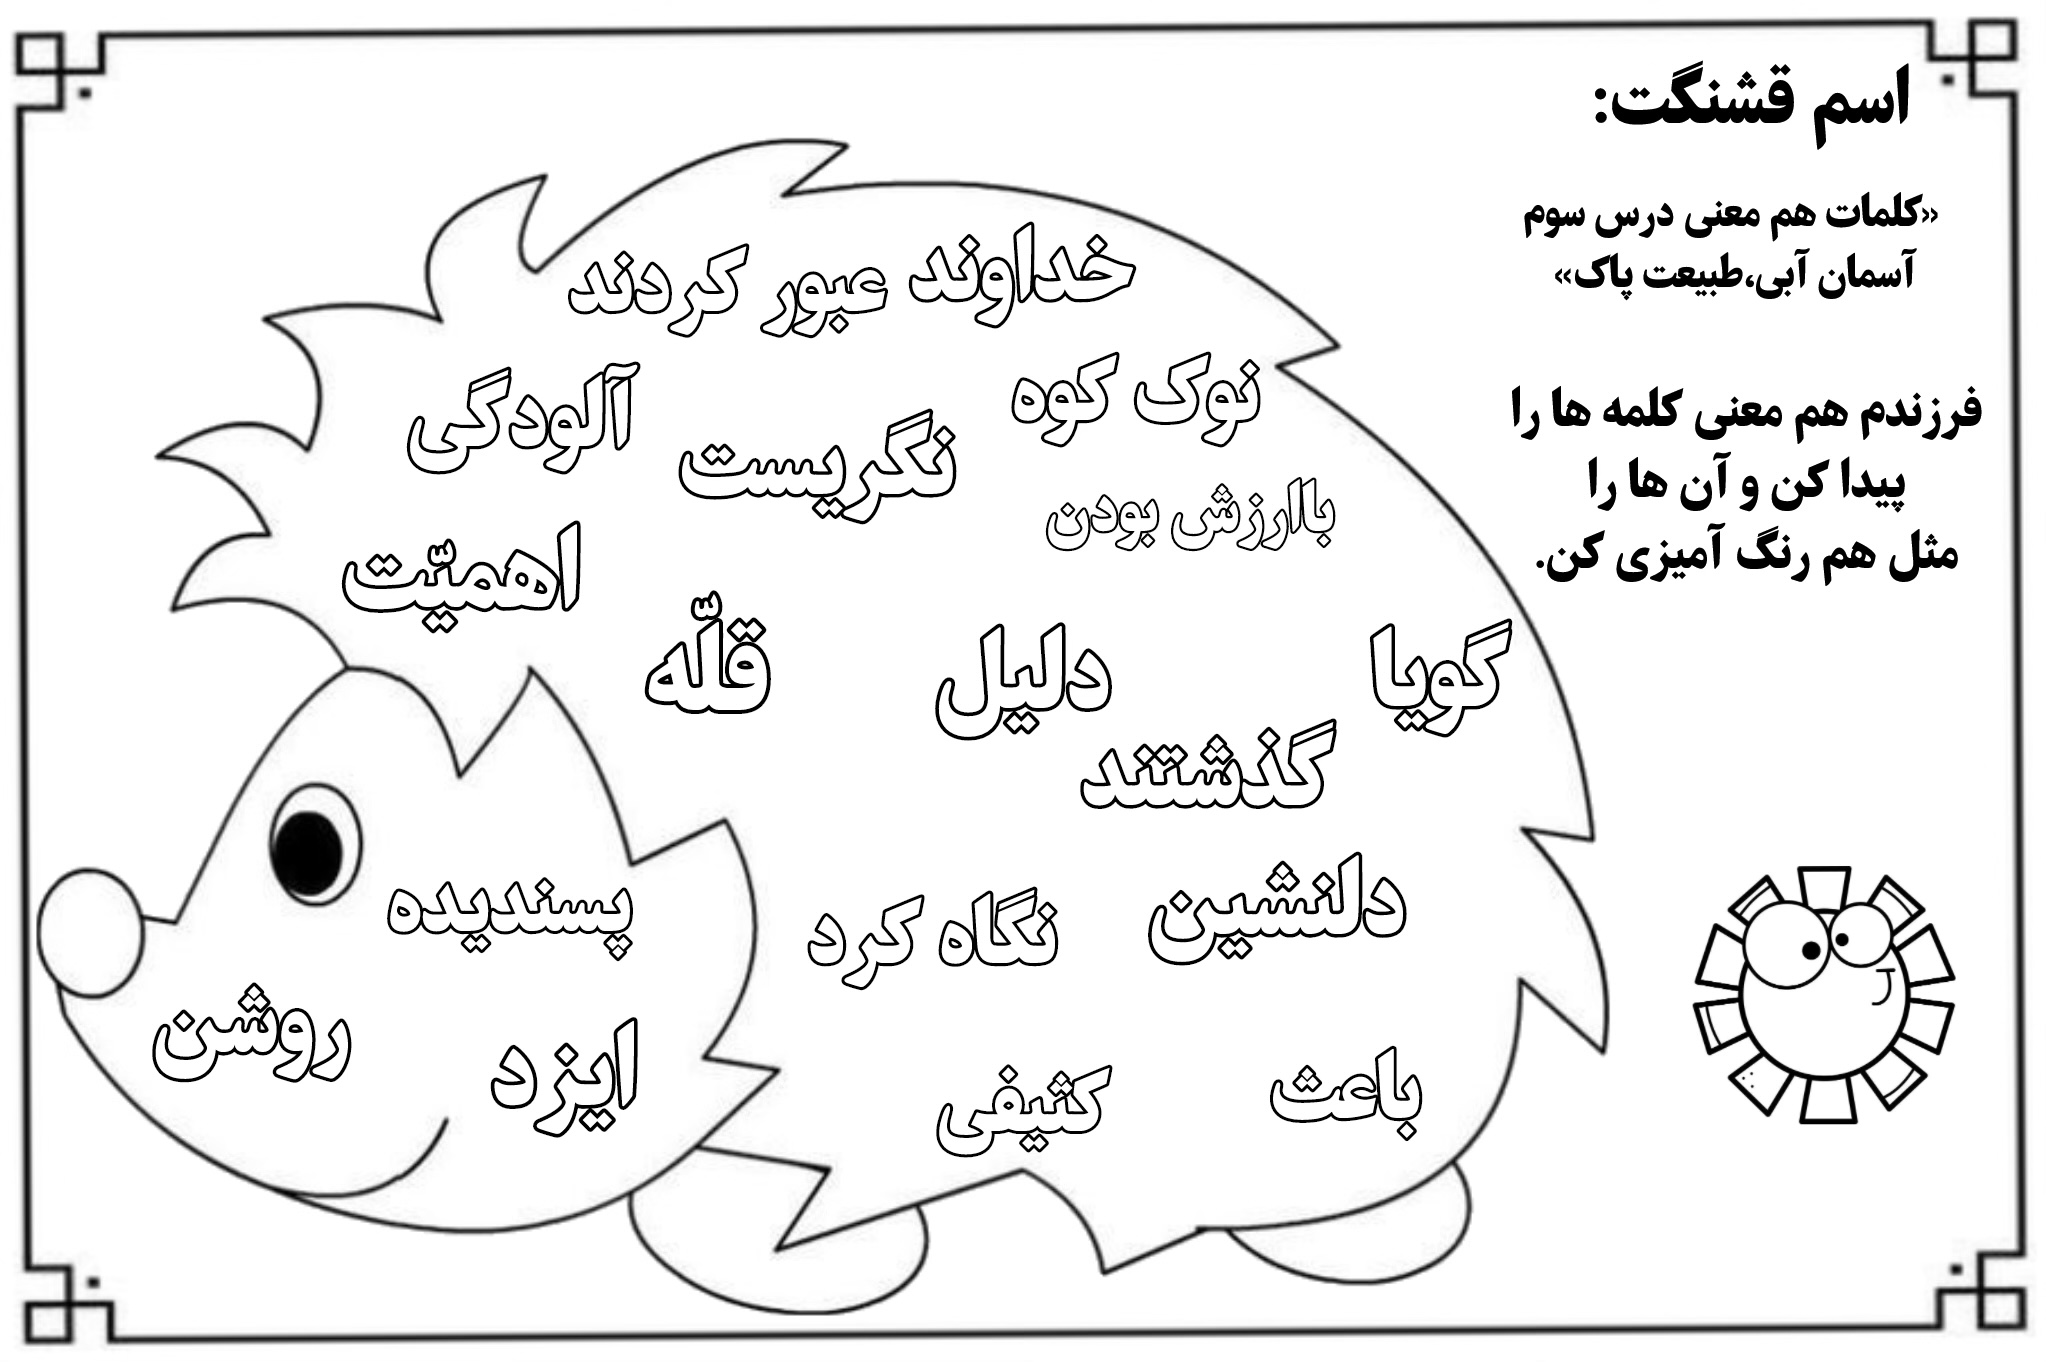 اسم قشنگت:
«کلمات هم معنی درس سوم
آسمان آبی،طبیعت پاک»
فرزندم هم معنی کلمه ها را
پیدا کن و آن ها را
مثل هم رنگ آمیزی کن.
خداوند
عبور کردند
نوک کوه
آلودگی
نگریست
باارزش بودن
اهمیّت
قلّه
دلیل
گویا
گذشتند
دلنشین
نگاه کرد
پسندیده
روشن
ایزد
باعث
کثیفی